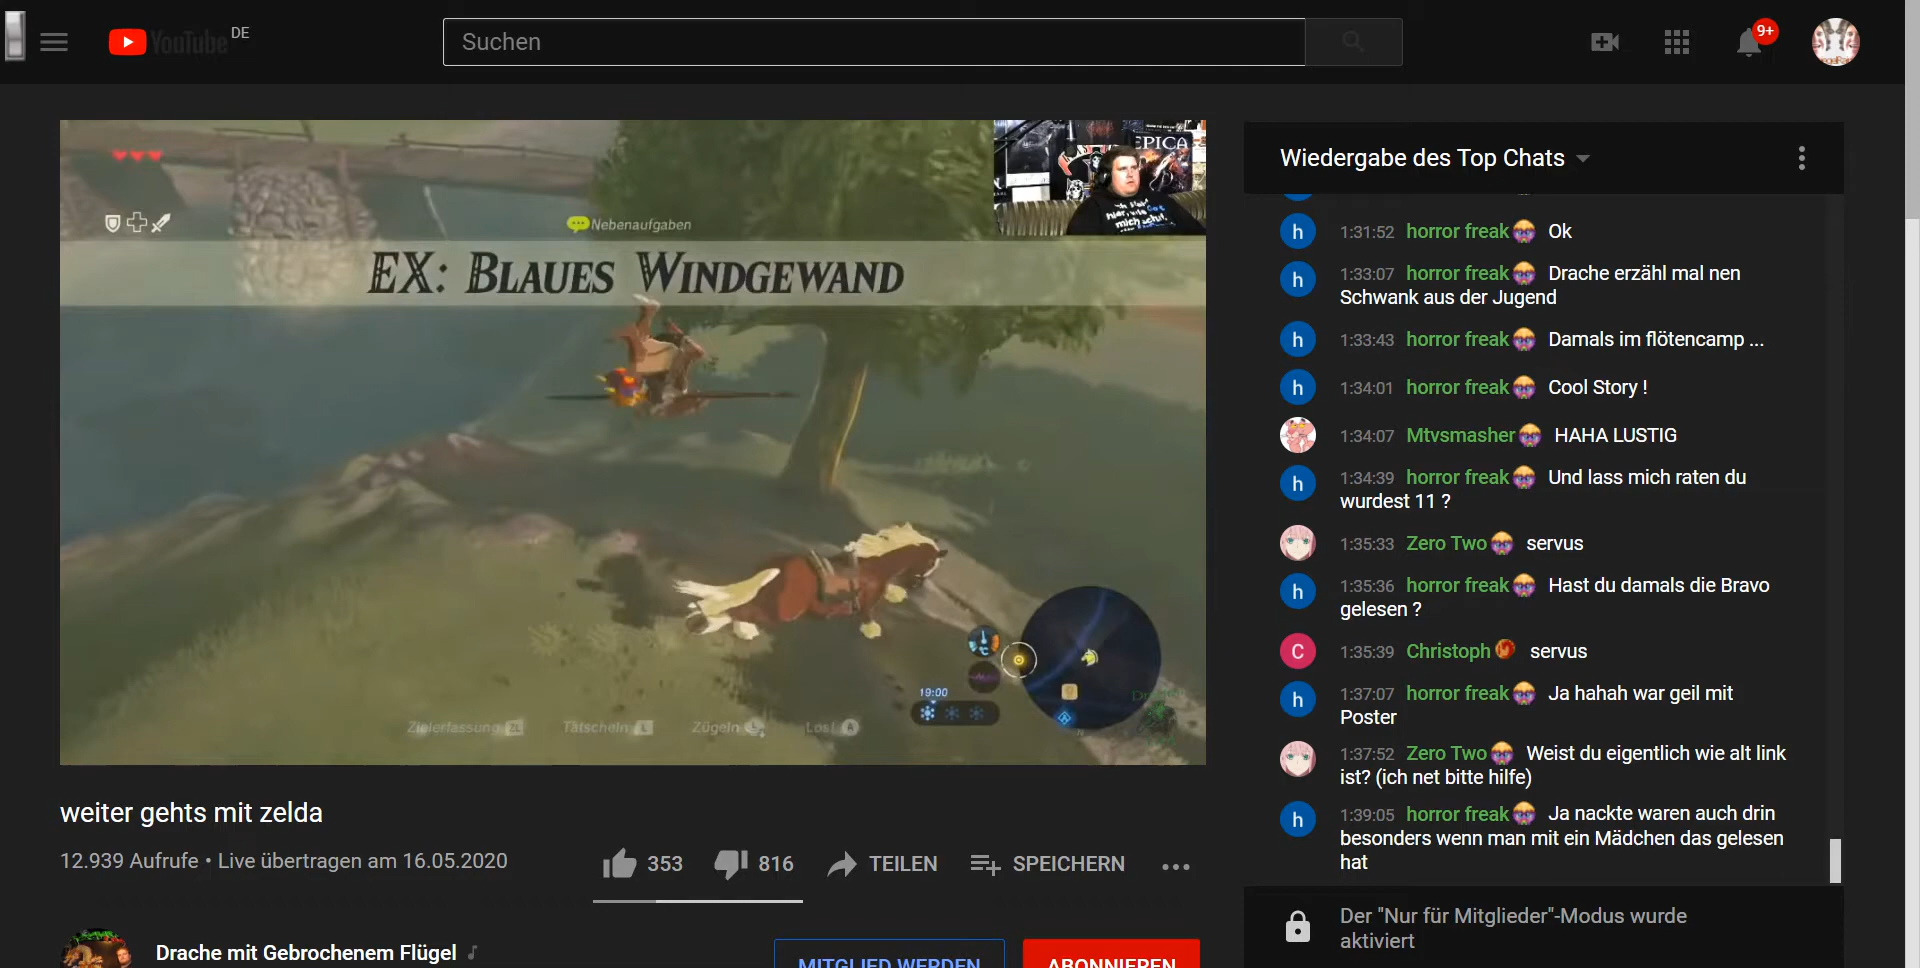 YouTube DE
Suchen
9+
EPICA
Nebenaufgaben
EX: Blaues Windgewand
19:00
Zielerfassung ZL
Tätscheln L
Zügeln
Los! A
N
weiter gehts mit zelda
12.939 Aufrufe • Live übertragen am 16.05.2020
353
816
TEILEN
SPEICHERN
Drache mit Gebrochenem Flügel
MITGLIED WERDEN
ABONNIEREN
Wiedergabe des Top Chats
h 1:31:52 horror freak Ok
h 1:33:07 horror freak Drache erzähl mal nen
Schwank aus der Jugend
h 1:33:43 horror freak Damals im flötencamp ...
h 1:34:01 horror freak Cool Story !
1:34:07 Mtvsmasher HAHA LUSTIG
h 1:34:39 horror freak Und lass mich raten du
wurdest 11 ?
1:35:33 Zero Two servus
h 1:35:36 horror freak Hast du damals die Bravo
gelesen ?
C 1:35:39 Christoph servus
h 1:37:07 horror freak Ja hahah war geil mit
Poster
1:37:52 Zero Two Weist du eigentlich wie alt link
ist? (ich net bitte hilfe)
h 1:39:05 horror freak Ja nackte waren auch drin
besonders wenn man mit ein Mädchen das gelesen
hat
Der "Nur für Mitglieder"-Modus wurde
aktiviert